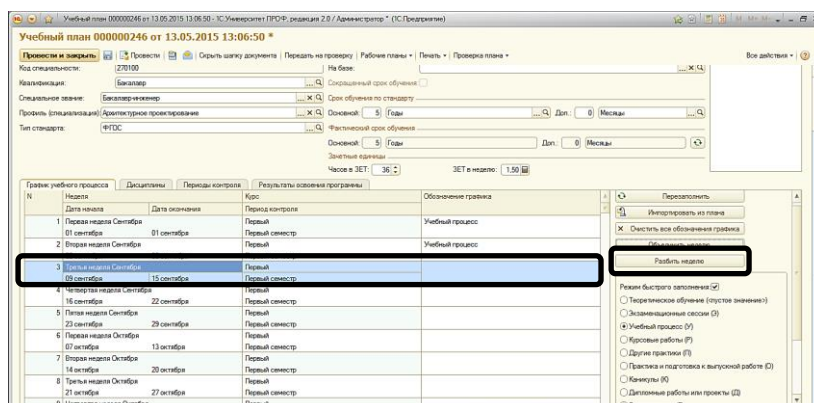 Учебный план 000000246 от 13.05.2015 13:06:50 - 1С:Университет ПРОФ, редакция 2.0 / Администратор * (1С:Предприятие)
M M+ M-
Учебный план 000000246 от 13.05.2015 13:06:50 *
Провести и закрыть Провести Скрыть шапку документа Передать на проверку Рабочие планы Печать Проверка плана Все действия
Код специальности: 270100 На базе:
Квалификация: Бакалавр Сокращенный срок обучения:
Специальное звание: Бакалавр-инженер Срок обучения по стандарту
Профиль (специализация): Архитектурное проектирование Основной: 5 Годы Доп.: 0 Месяцы
Тип стандарта: ФГОС Фактический срок обучения
Основной: 5 Годы Доп.: 0 Месяцы
Зачетные единицы
Часов в ЗЕТ: 36 ЗЕТ в неделю: 1,50
График учебного процесса Дисциплины Периоды контроля Результаты освоения программы
N Неделя Курс Обозначение графика
Дата начала Дата окончания Период контроля
1 Первая неделя Сентября Первый Учебный процесс
01 сентября 01 сентября Первый семестр
2 Вторая неделя Сентября Первый Учебный процесс
3 Третья неделя Сентября Первый
09 сентября 15 сентября Первый семестр
4 Четвертая неделя Сентября Первый
16 сентября 22 сентября Первый семестр
5 Пятая неделя Сентября Первый
23 сентября 29 сентября Первый семестр
6 Первая неделя Октября Первый
07 октября 13 октября Первый семестр
7 Вторая неделя Октября Первый
14 октября 20 октября Первый семестр
8 Третья неделя Октября Первый
21 октября 27 октября Первый семестр
Перезаполнить
Импортировать из плана
Очистить все обозначения графика
Разбить неделю
Режим быстрого заполнения:
Теоретическое обучение (<пустое значение>)
Экзаменационные сессии (Э)
Учебный процесс (У)
Курсовые работы (Р)
Другие практики (П)
Практика и подготовка к выпускной работе (О)
Каникулы (К)
Дипломные работы или проекты (Д)